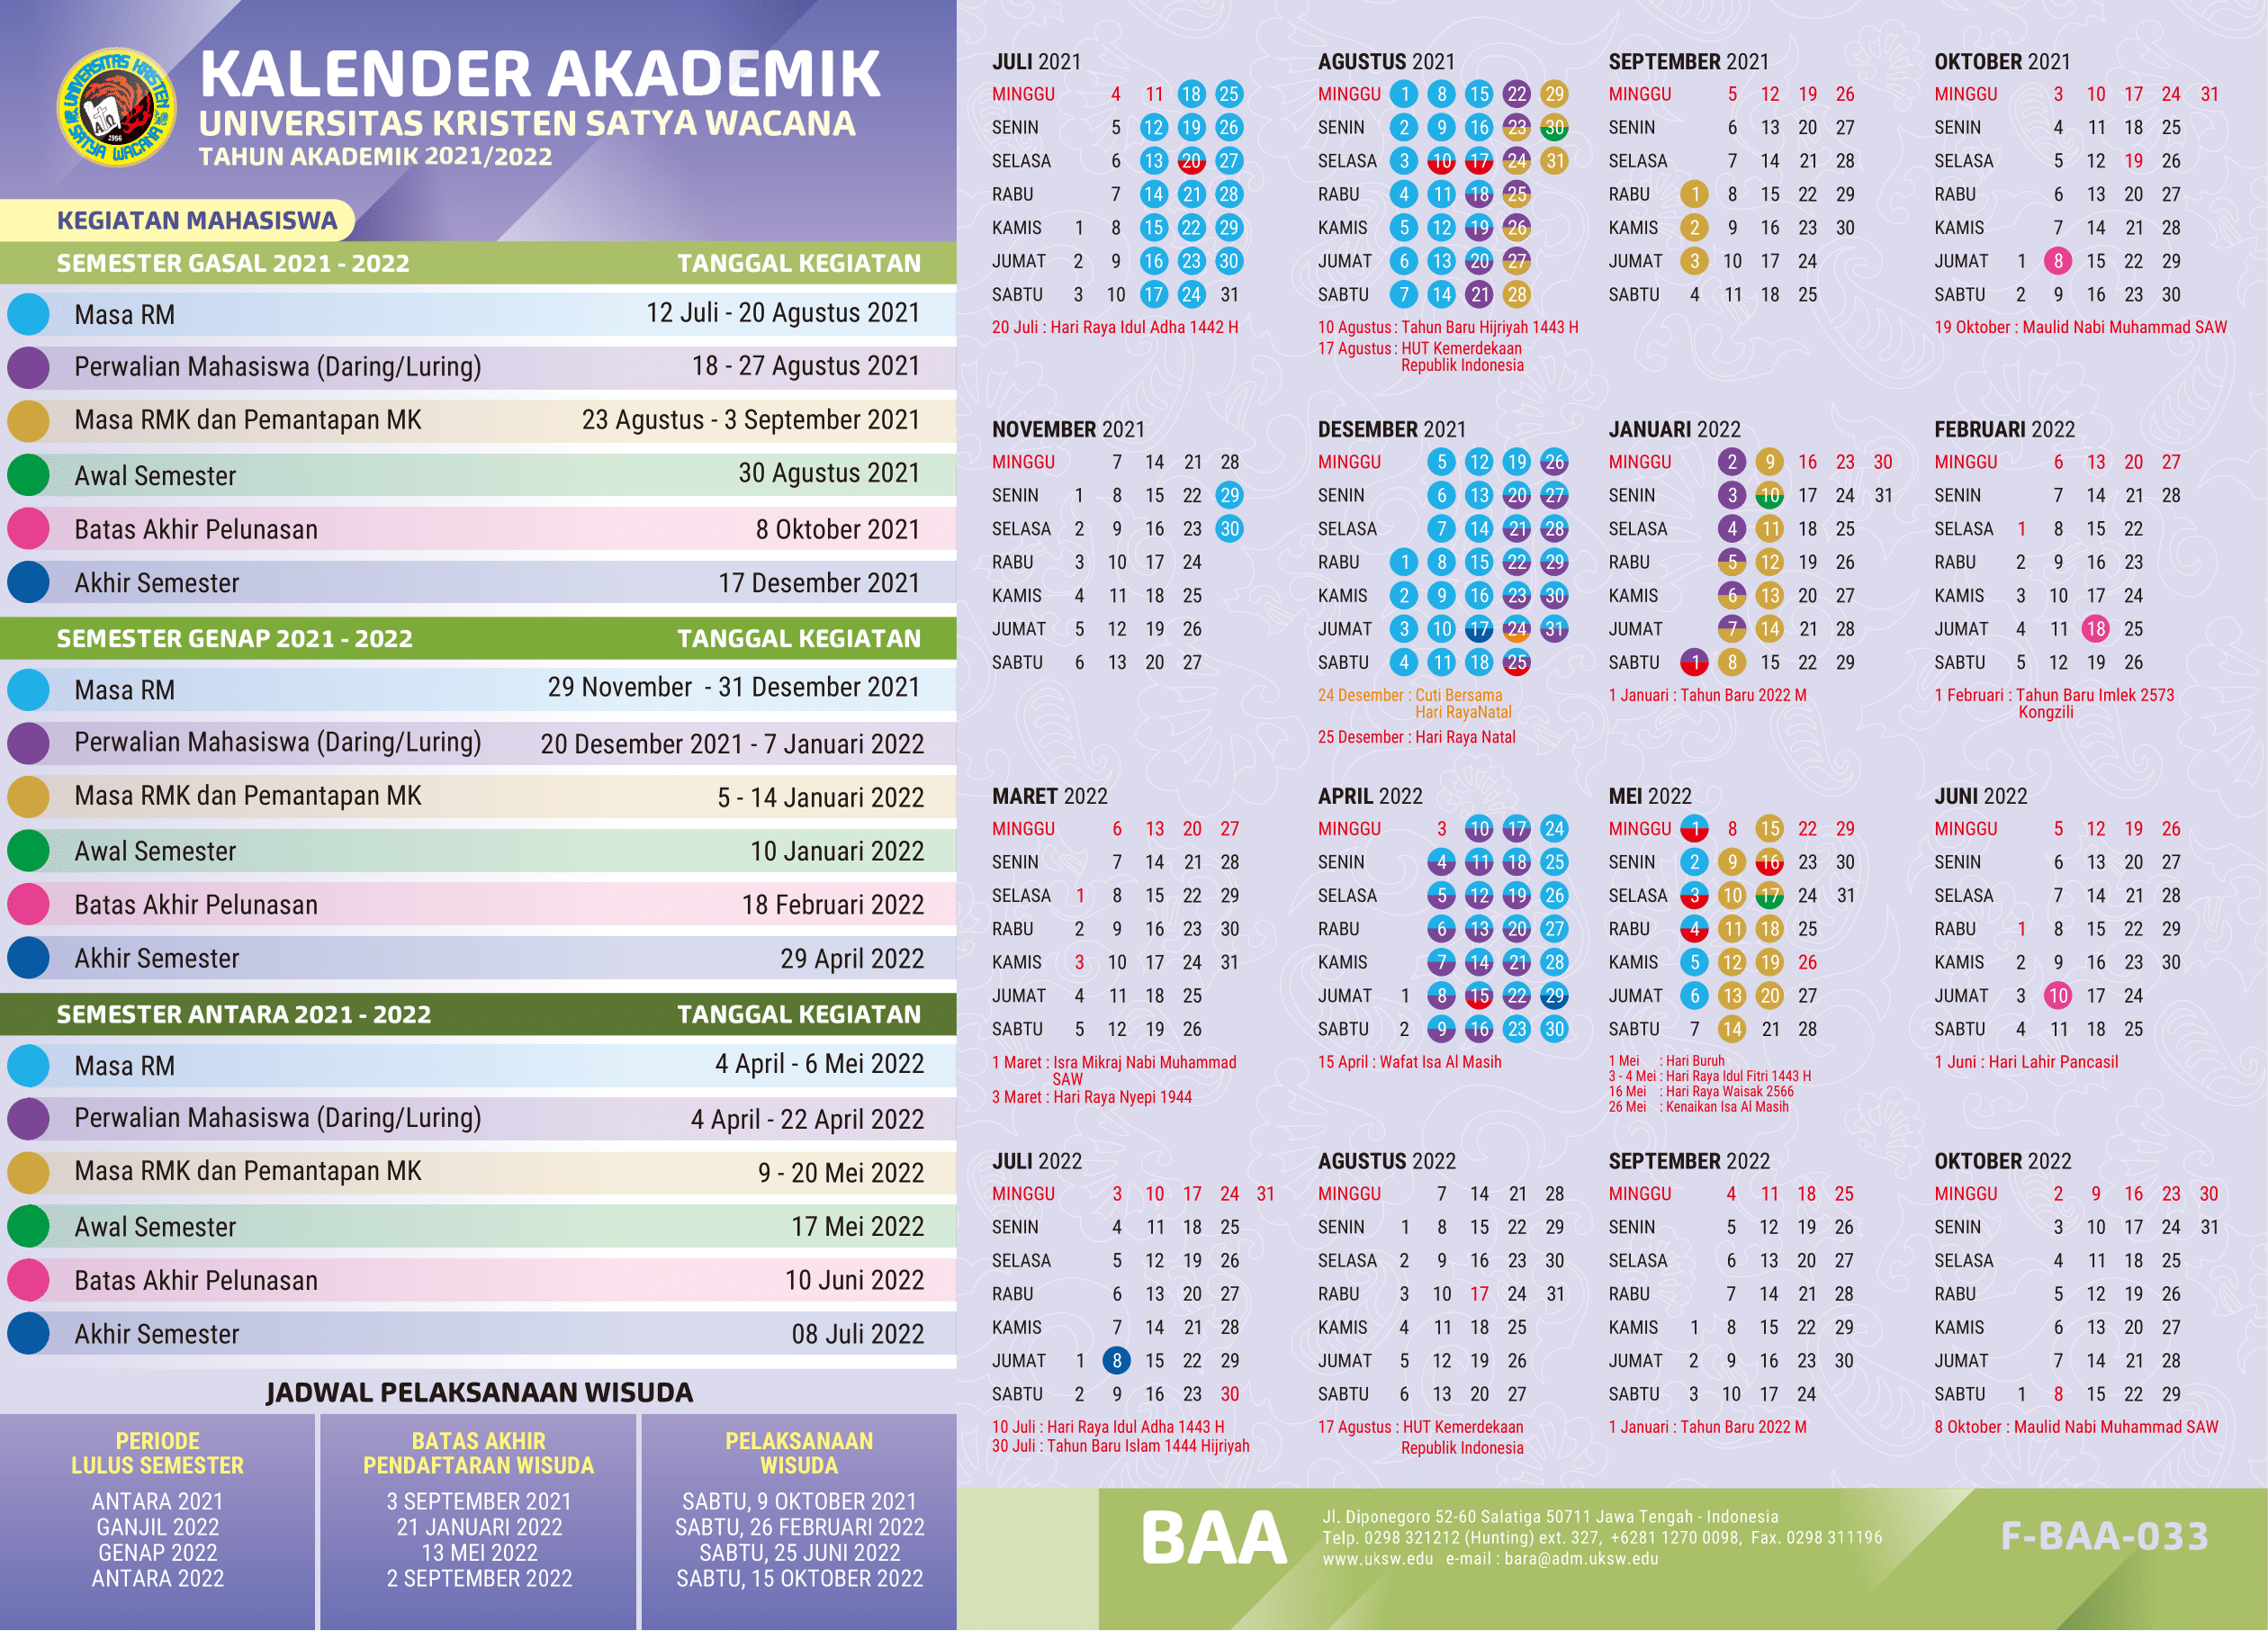 UNIVERSITAS KRISTEN
SATYA WACANA
1956
KALENDER AKADEMIK
UNIVERSITAS KRISTEN SATYA WACANA
TAHUN AKADEMIK 2021/2022
KEGIATAN MAHASISWA
SEMESTER GASAL 2021 - 2022 TANGGAL KEGIATAN
Masa RM 12 Juli - 20 Agustus 2021
Perwalian Mahasiswa (Daring/Luring) 18 - 27 Agustus 2021
Masa RMK dan Pemantapan MK 23 Agustus - 3 September 2021
Awal Semester 30 Agustus 2021
Batas Akhir Pelunasan 8 Oktober 2021
Akhir Semester 17 Desember 2021
SEMESTER GENAP 2021 - 2022 TANGGAL KEGIATAN
Masa RM 29 November - 31 Desember 2021
Perwalian Mahasiswa (Daring/Luring) 20 Desember 2021 - 7 Januari 2022
Masa RMK dan Pemantapan MK 5 - 14 Januari 2022
Awal Semester 10 Januari 2022
Batas Akhir Pelunasan 18 Februari 2022
Akhir Semester 29 April 2022
SEMESTER ANTARA 2021 - 2022 TANGGAL KEGIATAN
Masa RM 4 April - 6 Mei 2022
Perwalian Mahasiswa (Daring/Luring) 4 April - 22 April 2022
Masa RMK dan Pemantapan MK 9 - 20 Mei 2022
Awal Semester 17 Mei 2022
Batas Akhir Pelunasan 10 Juni 2022
Akhir Semester 08 Juli 2022
JADWAL PELAKSANAAN WISUDA
PERIODE
LULUS SEMESTER
ANTARA 2021
GANJIL 2022
GENAP 2022
ANTARA 2022
BATAS AKHIR
PENDAFTARAN WISUDA
3 SEPTEMBER 2021
21 JANUARI 2022
13 MEI 2022
2 SEPTEMBER 2022
PELAKSANAAN
WISUDA
SABTU, 9 OKTOBER 2021
SABTU, 26 FEBRUARI 2022
SABTU, 25 JUNI 2022
SABTU, 15 OKTOBER 2022
JULI 2021
MINGGU 4 11 18 25
SENIN 5 12 19 26
SELASA 6 13 20 27
RABU 7 14 21 28
KAMIS 1 8 15 22 29
JUMAT 2 9 16 23 30
SABTU 3 10 17 24 31
20 Juli : Hari Raya Idul Adha 1442 H
AGUSTUS 2021
MINGGU 1 8 15 22 29
SENIN 2 9 16 23 30
SELASA 3 10 17 24 31
RABU 4 11 18 25
KAMIS 5 12 19 26
JUMAT 6 13 20 27
SABTU 7 14 21 28
10 Agustus : Tahun Baru Hijriyah 1443 H
17 Agustus : HUT Kemerdekaan
Republik Indonesia
SEPTEMBER 2021
MINGGU 5 12 19 26
SENIN 6 13 20 27
SELASA 7 14 21 28
RABU 1 8 15 22 29
KAMIS 2 9 16 23 30
JUMAT 3 10 17 24
SABTU 4 11 18 25
OKTOBER 2021
MINGGU 3 10 17 24 31
SENIN 4 11 18 25
SELASA 5 12 19 26
RABU 6 13 20 27
KAMIS 7 14 21 28
JUMAT 1 8 15 22 29
SABTU 2 9 16 23 30
19 Oktober : Maulid Nabi Muhammad SAW
NOVEMBER 2021
MINGGU 7 14 21 28
SENIN 1 8 15 22 29
SELASA 2 9 16 23 30
RABU 3 10 17 24
KAMIS 4 11 18 25
JUMAT 5 12 19 26
SABTU 6 13 20 27
DESEMBER 2021
MINGGU 5 12 19 26
SENIN 6 13 20 27
SELASA 7 14 21 28
RABU 1 8 15 22 29
KAMIS 2 9 16 23 30
JUMAT 3 10 17 24 31
SABTU 4 11 18 25
24 Desember : Cuti Bersama
Hari RayaNatal
25 Desember : Hari Raya Natal
JANUARI 2022
MINGGU 2 9 16 23 30
SENIN 3 10 17 24 31
SELASA 4 11 18 25
RABU 5 12 19 26
KAMIS 6 13 20 27
JUMAT 7 14 21 28
SABTU 1 8 15 22 29
1 Januari : Tahun Baru 2022 M
FEBRUARI 2022
MINGGU 6 13 20 27
SENIN 7 14 21 28
SELASA 1 8 15 22
RABU 2 9 16 23
KAMIS 3 10 17 24
JUMAT 4 11 18 25
SABTU 5 12 19 26
1 Februari : Tahun Baru Imlek 2573
Kongzili
MARET 2022
MINGGU 6 13 20 27
SENIN 7 14 21 28
SELASA 1 8 15 22 29
RABU 2 9 16 23 30
KAMIS 3 10 17 24 31
JUMAT 4 11 18 25
SABTU 5 12 19 26
1 Maret : Isra Mikraj Nabi Muhammad
SAW
3 Maret : Hari Raya Nyepi 1944
APRIL 2022
MINGGU 3 10 17 24
SENIN 4 11 18 25
SELASA 5 12 19 26
RABU 6 13 20 27
KAMIS 7 14 21 28
JUMAT 1 8 15 22 29
SABTU 2 9 16 23 30
15 April : Wafat Isa Al Masih
MEI 2022
MINGGU 1 8 15 22 29
SENIN 2 9 16 23 30
SELASA 3 10 17 24 31
RABU 4 11 18 25
KAMIS 5 12 19 26
JUMAT 6 13 20 27
SABTU 7 14 21 28
1 Mei : Hari Buruh
3 - 4 Mei : Hari Raya Idul Fitri 1443 H
16 Mei : Hari Raya Waisak 2566
26 Mei : Kenaikan Isa Al Masih
JUNI 2022
MINGGU 5 12 19 26
SENIN 6 13 20 27
SELASA 7 14 21 28
RABU 1 8 15 22 29
KAMIS 2 9 16 23 30
JUMAT 3 10 17 24
SABTU 4 11 18 25
1 Juni : Hari Lahir Pancasil
JULI 2022
MINGGU 3 10 17 24 31
SENIN 4 11 18 25
SELASA 5 12 19 26
RABU 6 13 20 27
KAMIS 7 14 21 28
JUMAT 1 8 15 22 29
SABTU 2 9 16 23 30
10 Juli : Hari Raya Idul Adha 1443 H
30 Juli : Tahun Baru Islam 1444 Hijriyah
AGUSTUS 2022
MINGGU 7 14 21 28
SENIN 1 8 15 22 29
SELASA 2 9 16 23 30
RABU 3 10 17 24 31
KAMIS 4 11 18 25
JUMAT 5 12 19 26
SABTU 6 13 20 27
17 Agustus : HUT Kemerdekaan
Republik Indonesia
SEPTEMBER 2022
MINGGU 4 11 18 25
SENIN 5 12 19 26
SELASA 6 13 20 27
RABU 7 14 21 28
KAMIS 1 8 15 22 29
JUMAT 2 9 16 23 30
SABTU 3 10 17 24
1 Januari : Tahun Baru 2022 M
OKTOBER 2022
MINGGU 2 9 16 23 30
SENIN 3 10 17 24 31
SELASA 4 11 18 25
RABU 5 12 19 26
KAMIS 6 13 20 27
JUMAT 7 14 21 28
SABTU 1 8 15 22 29
8 Oktober : Maulid Nabi Muhammad SAW
BAA
Jl. Diponegoro 52-60 Salatiga 50711 Jawa Tengah - Indonesia
Telp. 0298 321212 (Hunting) ext. 327, +6281 1270 0098, Fax. 0298 311196
www.uksw.edu e-mail : bara@adm.uksw.edu
F-BAA-033